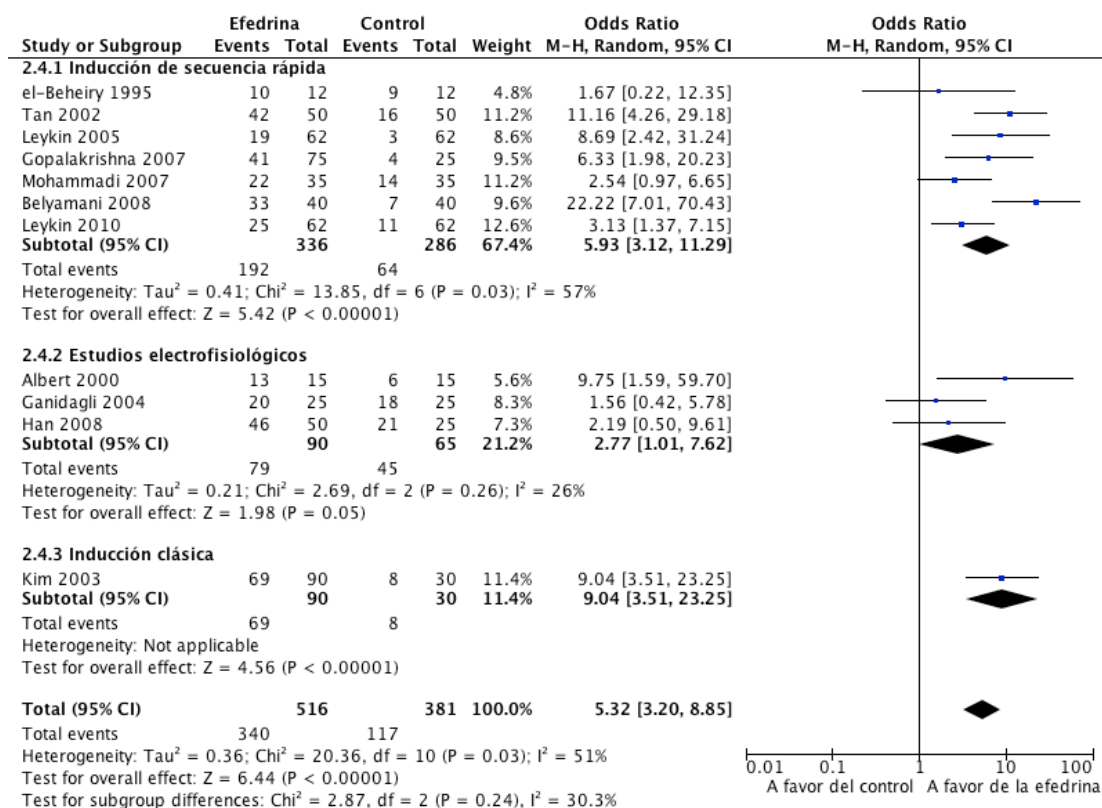 Efedrina Control Odds Ratio Odds Ratio
Study or Subgroup Events Total Events Total Weight M-H, Random, 95% CI M-H, Random, 95% CI
2.4.1 Inducción de secuencia rápida
el-Beheiry 1995 10 12 9 12 4.8% 1.67 [0.22, 12.35]
Tan 2002 42 50 16 50 11.2% 11.16 [4.26, 29.18]
Leykin 2005 19 62 3 62 8.6% 8.69 [2.42, 31.24]
Gopalakrishna 2007 41 75 4 25 9.5% 6.33 [1.98, 20.23]
Mohammadi 2007 22 35 14 35 11.2% 2.54 [0.97, 6.65]
Belyamani 2008 33 40 7 40 9.6% 22.22 [7.01, 70.43]
Leykin 2010 25 62 11 62 12.6% 3.13 [1.37, 7.15]
Subtotal (95% CI) 336 286 67.4% 5.93 [3.12, 11.29]
Total events 192 64
Heterogeneity: Tau² = 0.41; Chi² = 13.85, df = 6 (P = 0.03); I² = 57%
Test for overall effect: Z = 5.42 (P < 0.00001)
2.4.2 Estudios electrofisiológicos
Albert 2000 13 15 6 15 5.6% 9.75 [1.59, 59.70]
Ganidagli 2004 20 25 18 25 8.3% 1.56 [0.42, 5.78]
Han 2008 46 50 21 25 7.3% 2.19 [0.50, 9.61]
Subtotal (95% CI) 90 65 21.2% 2.77 [1.01, 7.62]
Total events 79 45
Heterogeneity: Tau² = 0.21; Chi² = 2.69, df = 2 (P = 0.26); I² = 26%
Test for overall effect: Z = 1.98 (P = 0.05)
2.4.3 Inducción clásica
Kim 2003 69 90 8 30 11.4% 9.04 [3.51, 23.25]
Subtotal (95% CI) 90 30 11.4% 9.04 [3.51, 23.25]
Total events 69 8
Heterogeneity: Not applicable
Test for overall effect: Z = 4.56 (P < 0.00001)
Total (95% CI) 516 381 100.0% 5.32 [3.20, 8.85]
Total events 340 117
Heterogeneity: Tau² = 0.36; Chi² = 20.36, df = 10 (P = 0.03); I² = 51%
Test for overall effect: Z = 6.44 (P < 0.00001)
Test for subgroup differences: Chi² = 2.87, df = 2 (P = 0.24), I² = 30.3%
0.01 0.1 1 10 100
A favor del control A favor de la efedrina